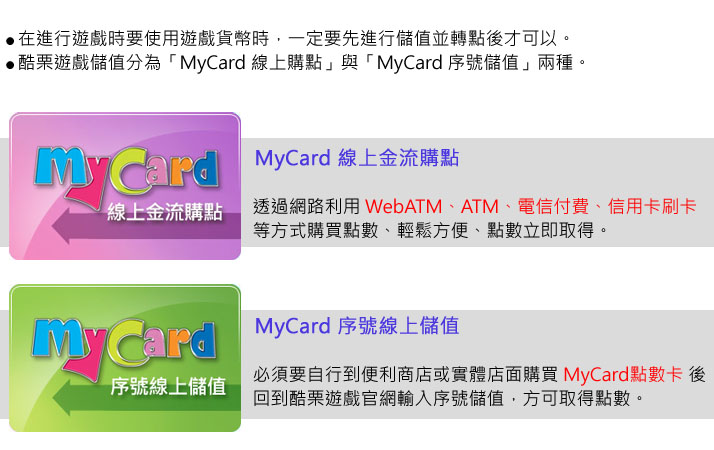 ●在進行遊戲時要使用遊戲貨幣時，一定要先進行儲值並轉點後才可以。
●酷栗遊戲儲值分為「MyCard 線上購點」與「MyCard 序號儲值」兩種。
MyCard
線上金流購點
MyCard 線上金流購點
透過網路利用 WebATM、ATM、電信付費、信用卡刷卡
等方式購買點數、輕鬆方便、點數立即取得。
MyCard
序號線上儲值
MyCard 序號線上儲值
必須要自行到便利商店或實體店面購買 MyCard點數卡 後
回到酷栗遊戲官網輸入序號儲值，方可取得點數。